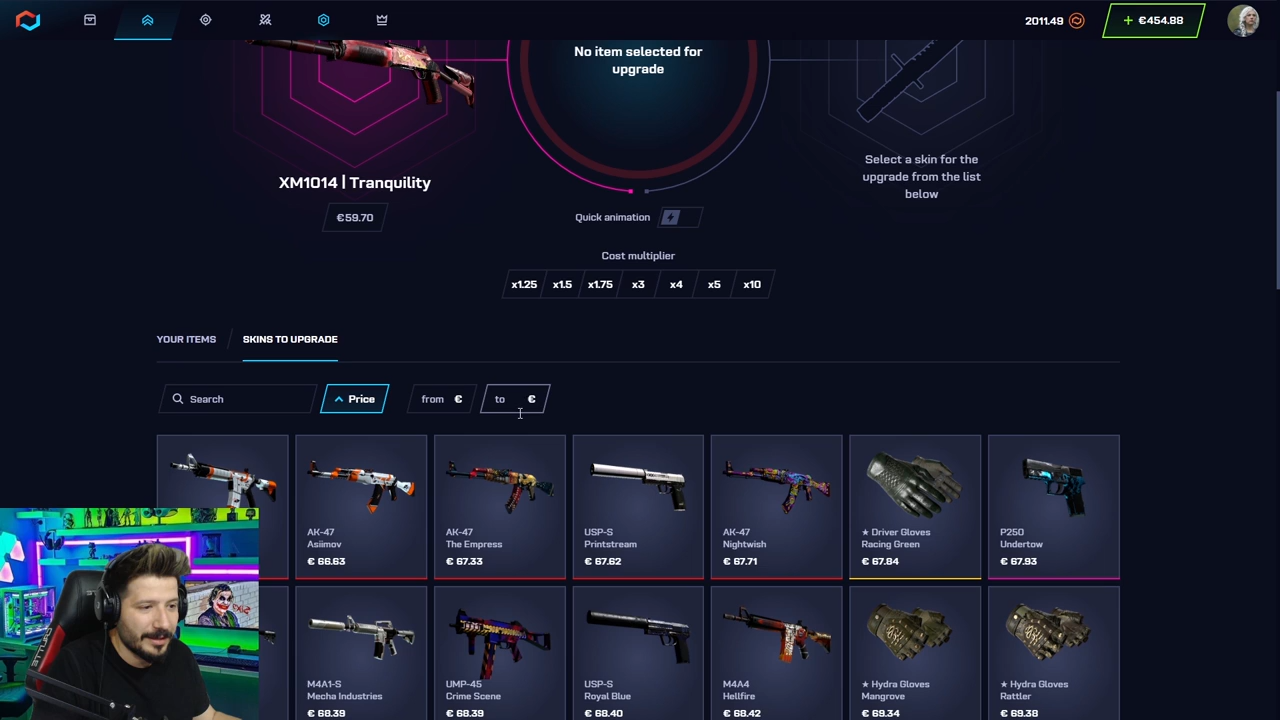 2011.49
+ €454.88
No item selected for
upgrade
XM1014 | Tranquility
€59.70
Select a skin for the
upgrade from the list
below
Quick animation
Cost multiplier
x1.25 x1.5 x1.75 x3 x4 x5 x10
YOUR ITEMS
SKINS TO UPGRADE
Search
Price
from €
to €
AK-47
Asiimov
€ 66.63
AK-47
The Empress
€ 67.33
USP-S
Printstream
€ 67.62
AK-47
Nightwish
€ 67.71
★ Driver Gloves
Racing Green
€ 67.84
P250
Undertow
€ 67.93
M4A1-S
Mecha Industries
€ 68.39
UMP-45
Crime Scene
€ 68.39
USP-S
Royal Blue
€ 68.40
M4A4
Hellfire
€ 68.42
★ Hydra Gloves
Mangrove
€ 69.34
★ Hydra Gloves
Rattler
€ 69.38